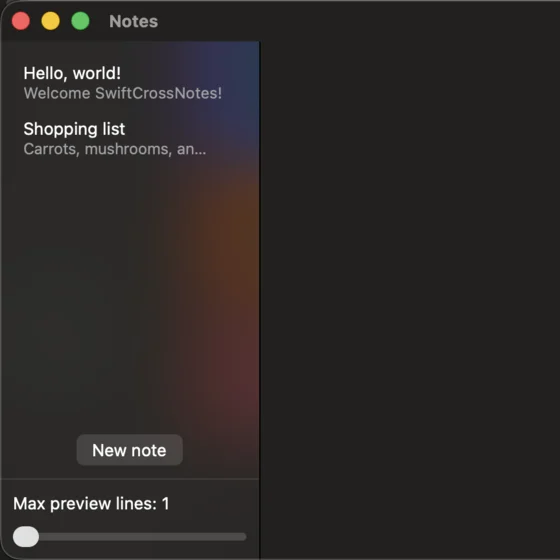 Notes
Hello, world!
Welcome SwiftCrossNotes!
Shopping list
Carrots, mushrooms, an...
New note
Max preview lines: 1